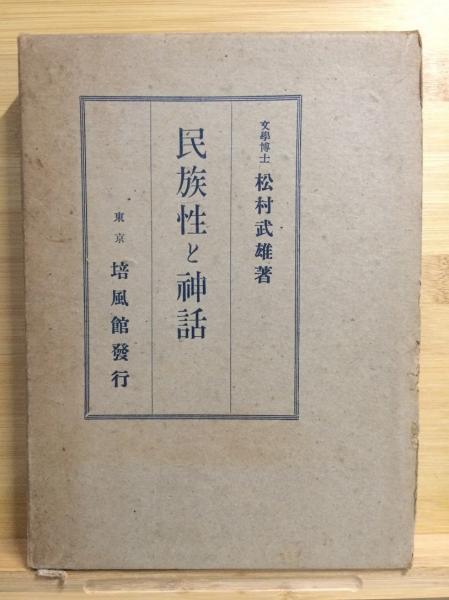 文學博士 松村武雄著
民族性と神話
東京 培風館發行